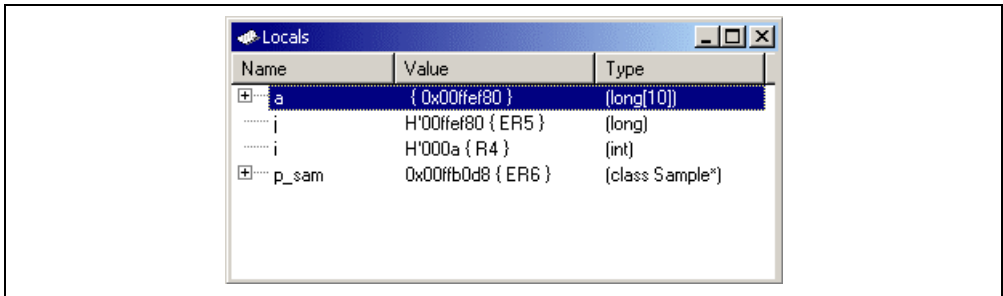 Locals
Name Value Type
a { 0x00ffef80 } (long[10])
j H'00ffef80 { ER5 } (long)
i H'000a { R4 } (int)
p_sam 0x00ffb0d8 { ER6 } (class Sample*)